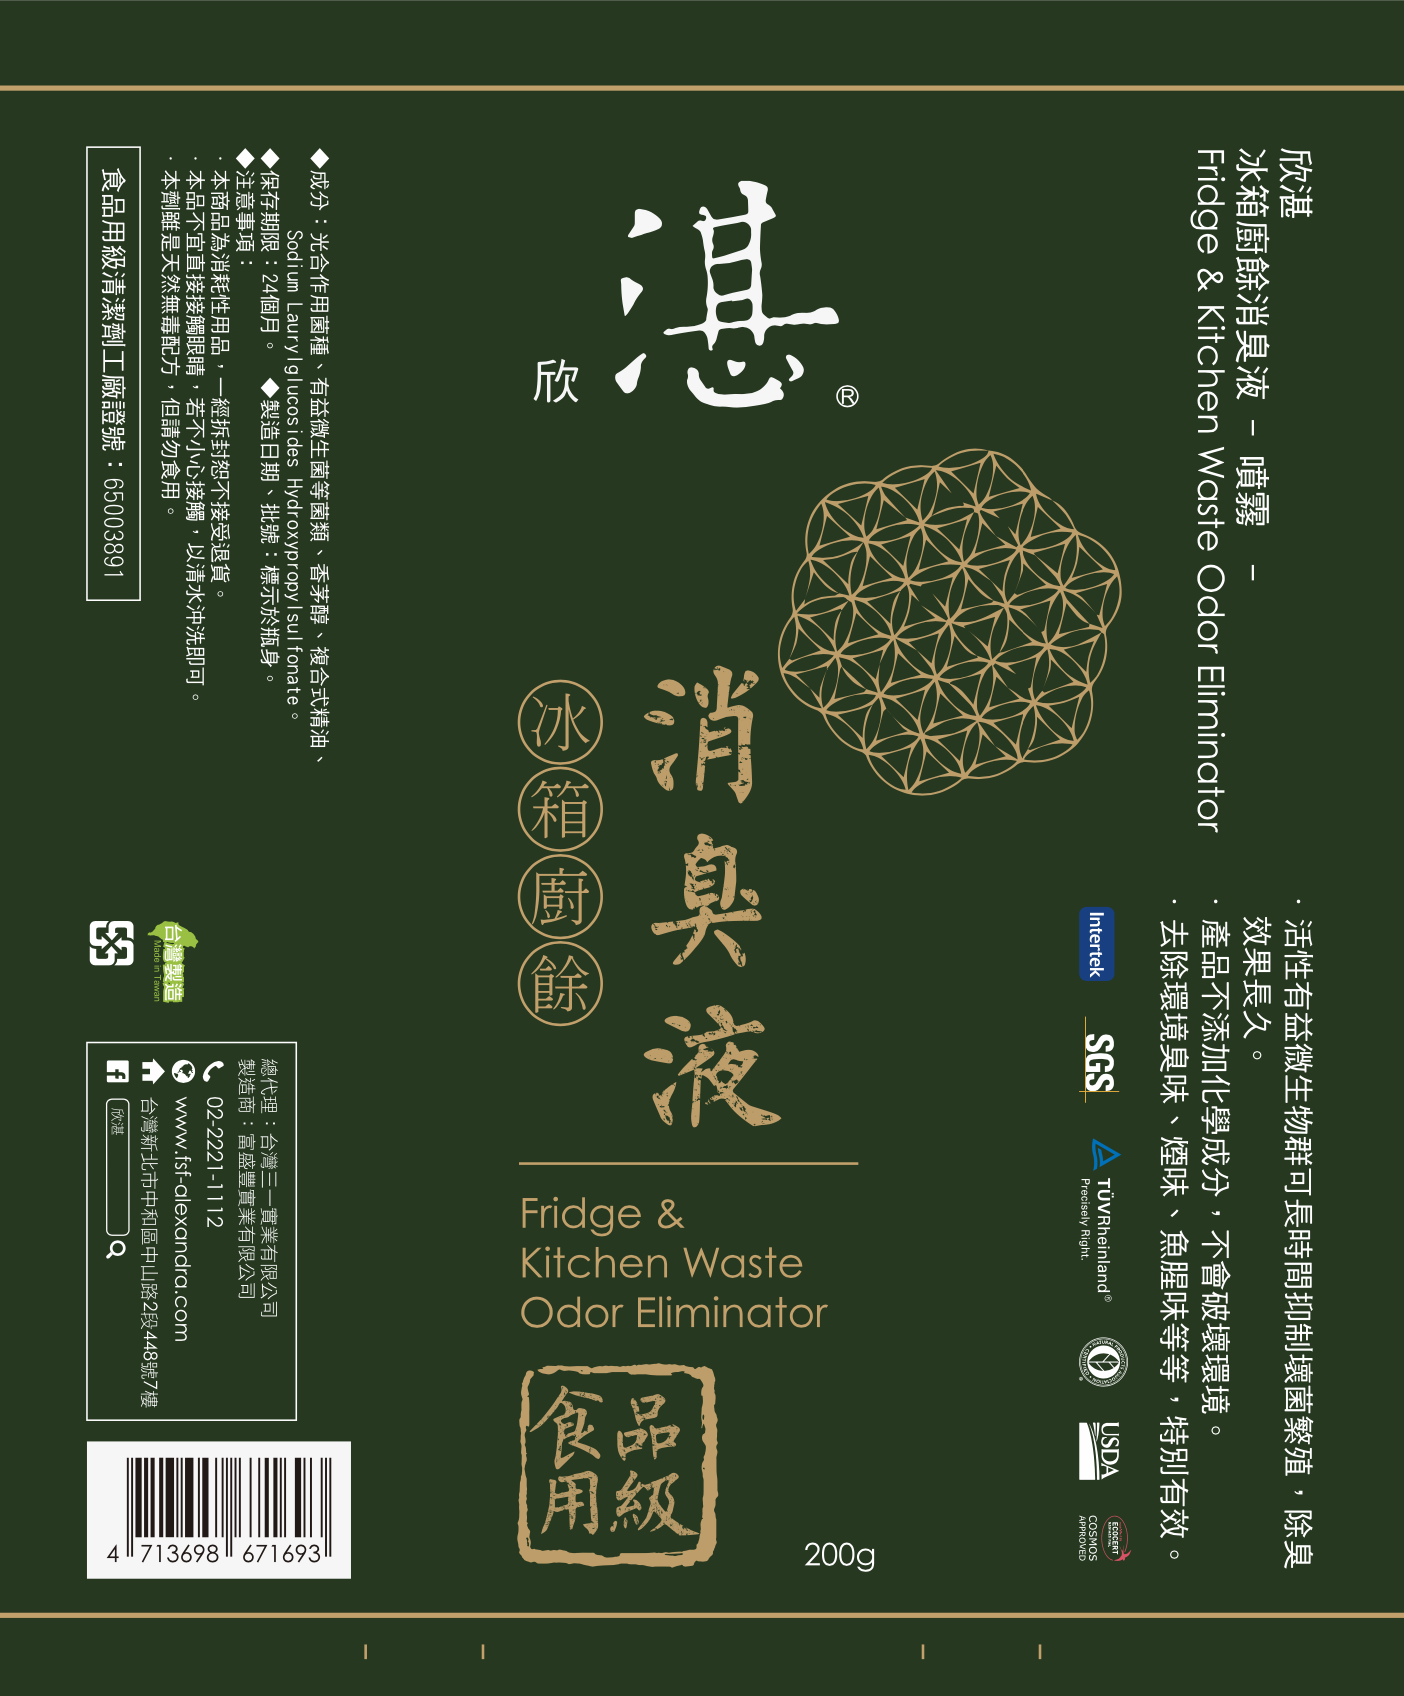 欣湛
冰箱廚餘消臭液 – 噴霧 –
Fridge & Kitchen Waste Odor Eliminator
· 活性有益微生物群可長時間抑制壞菌繁殖，除臭
效果長久。
· 產品不添加化學成分，不會破壞環境。
· 去除環境臭味、煙味、魚腥味等等，特別有效。
Intertek
SGS
TÜVRheinland®
Precisely Right.
USDA
ECOCERT
COSMOS
APPROVED
湛
欣
®
消臭液
冰箱廚餘
Fridge &
Kitchen Waste
Odor Eliminator
食品
用級
200g
◆成分：光合作用菌種、有益微生菌等菌類、香茅醇、複合式精油、
Sodium Laurylglucosides Hydroxypropylsulfonate。
◆保存期限：24個月。 ◆製造日期、批號：標示於瓶身。
◆注意事項：
· 本商品為消耗性用品，一經拆封恕不接受退貨。
· 本品不宜直接接觸眼睛，若不小心接觸，以清水沖洗即可。
· 本劑雖是天然無毒配方，但請勿食用。
食品用級清潔劑工廠證號：65003891
台灣製造
Made in Taiwan
總代理：台灣三一實業有限公司
製造商：富盛豐實業有限公司
02-2221-1112
www.fsf-alexandra.com
台灣新北市中和區中山路2段448號7樓
欣湛
4 713698 671693